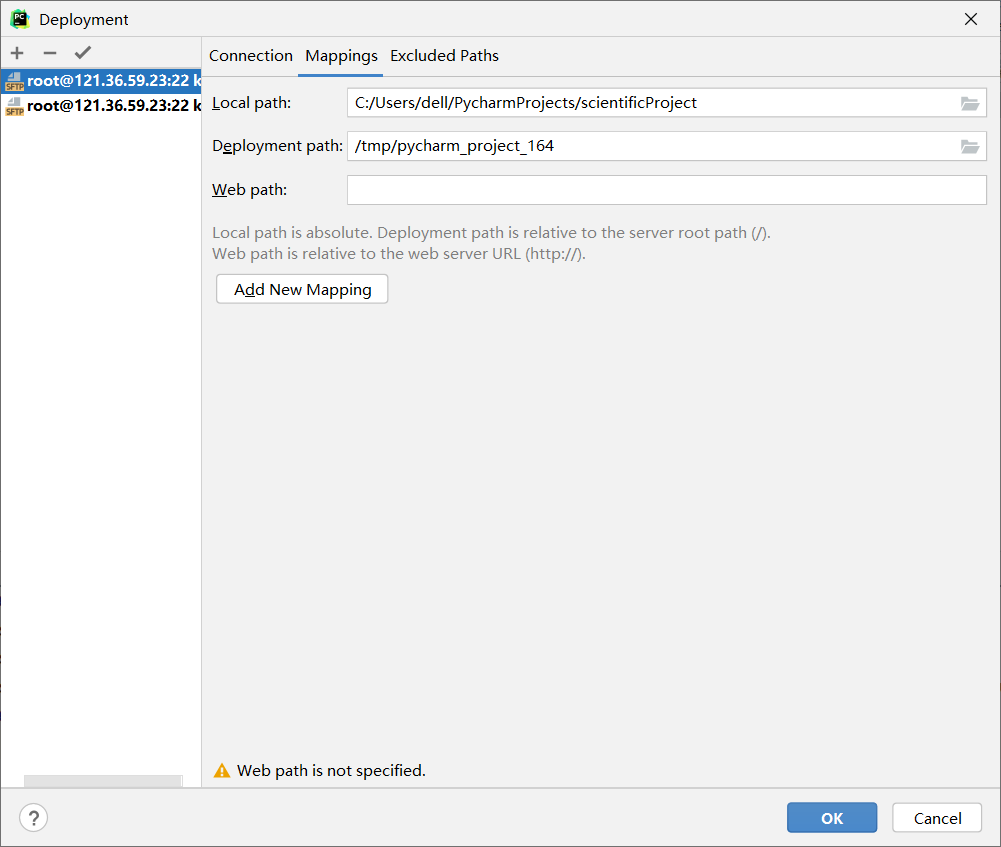 Deployment
root@121.36.59.23:22 k
root@121.36.59.23:22 k
Connection Mappings Excluded Paths
Local path: C:/Users/dell/PycharmProjects/scientificProject
Deployment path: /tmp/pycharm_project_164
Web path:
Local path is absolute. Deployment path is relative to the server root path (/).
Web path is relative to the web server URL (http://).
Add New Mapping
Web path is not specified.
? OK Cancel
PC
SFTP
SFTP